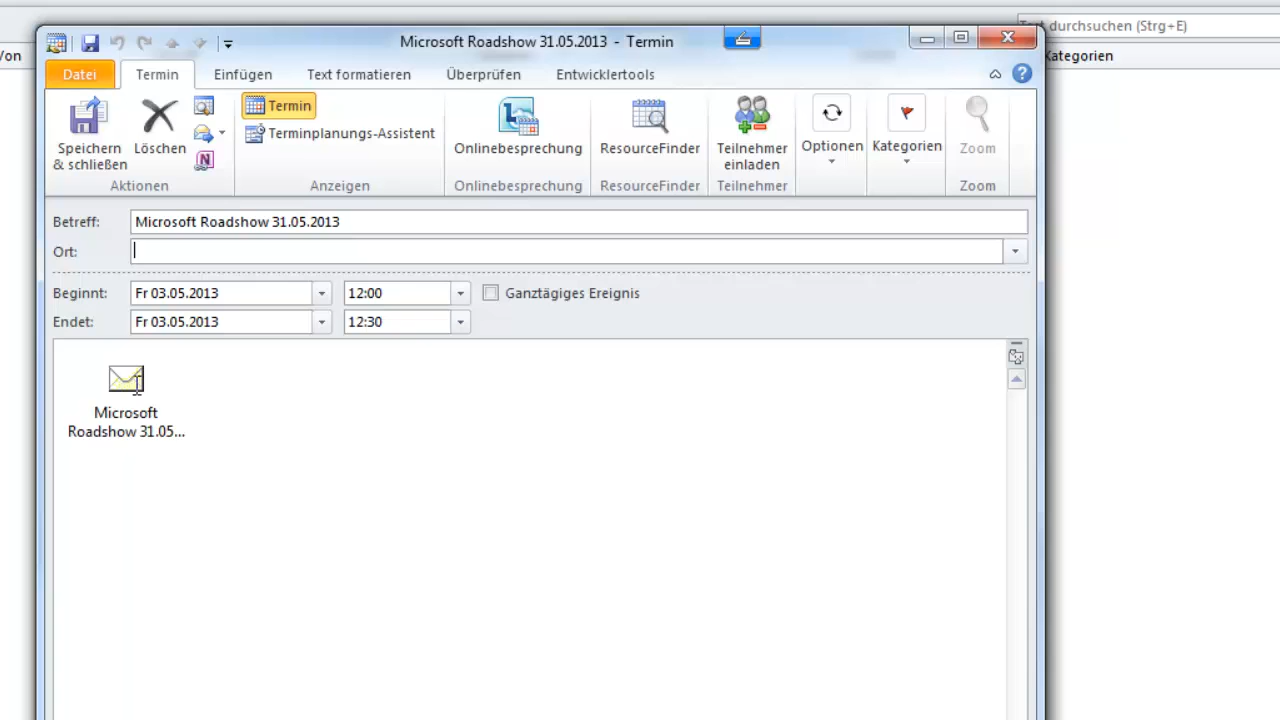 Microsoft Roadshow 31.05.2013 - Termin
durchsuchen (Strg+E)
Kategorien
Datei
Termin
Einfügen
Text formatieren
Überprüfen
Entwicklertools
Speichern
& schließen
Löschen
Aktionen
Termin
Terminplanungs-Assistent
Anzeigen
Onlinebesprechung
Onlinebesprechung
ResourceFinder
ResourceFinder
Teilnehmer
einladen
Teilnehmer
Optionen
Kategorien
Zoom
Zoom
Betreff: Microsoft Roadshow 31.05.2013
Ort:
Beginnt: Fr 03.05.2013 12:00 Ganztägiges Ereignis
Endet: Fr 03.05.2013 12:30
Microsoft
Roadshow 31.05...